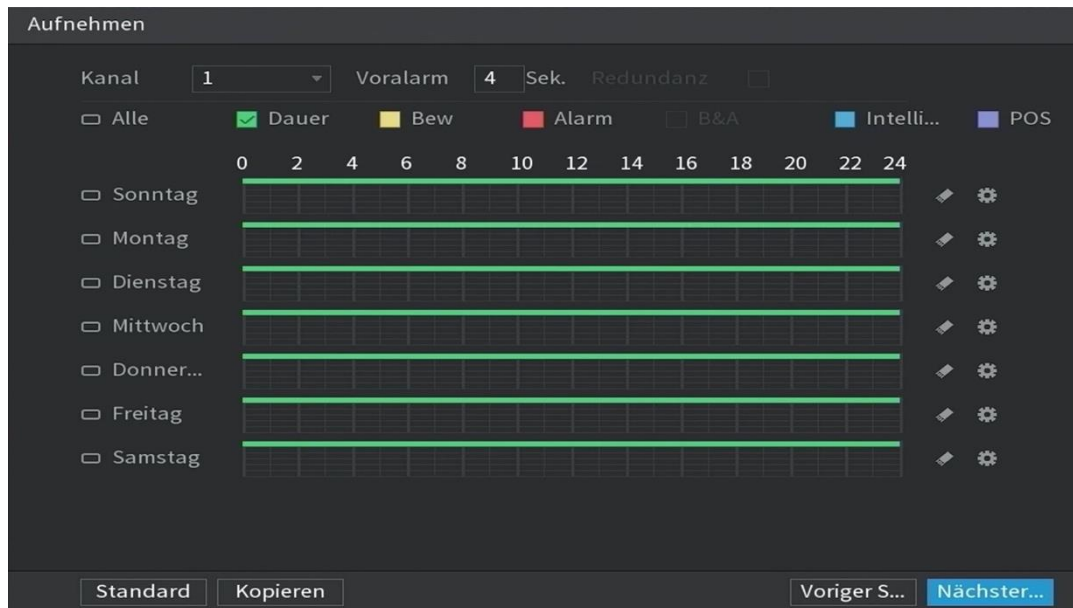 Aufnehmen
Kanal 1 Voralarm 4 Sek. Redundanz
Alle Dauer Bew Alarm B&A Intelli... POS
0 2 4 6 8 10 12 14 16 18 20 22 24
Sonntag
Montag
Dienstag
Mittwoch
Donner...
Freitag
Samstag
Standard Kopieren Voriger S... Nächster...